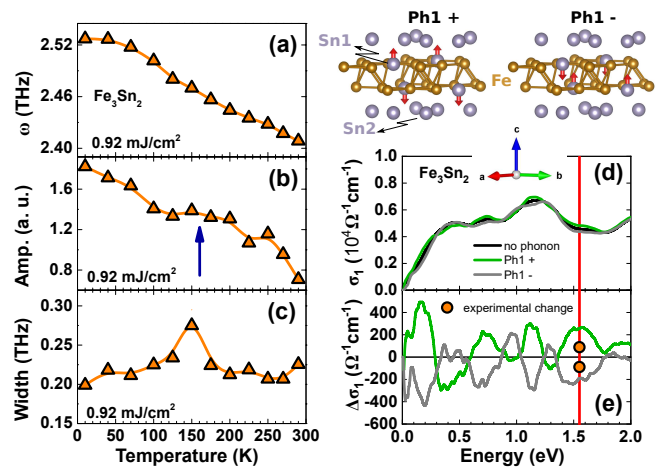 (a)
Fe3Sn2
0.92 mJ/cm2
ω (THz)
2.52
2.46
2.40
(b)
0.92 mJ/cm2
Amp. (a. u.)
1.6
1.2
0.8
(c)
0.92 mJ/cm2
Width (THz)
0.30
0.25
0.20
0.15
0 50 100 150 200 250 300
Temperature (K)
Ph1 + Ph1 -
Sn1
Fe
Sn2
c
a b
Fe3Sn2 (d)
σ1 (10^4 Ω^-1cm^-1)
1.0
0.8
0.6
0.4
0.2
0.0
no phonon
Ph1 +
Ph1 -
experimental change
(e)
Δσ1 (Ω^-1cm^-1)
400
200
0
-200
-400
-600
0.0 0.5 1.0 1.5 2.0
Energy (eV)